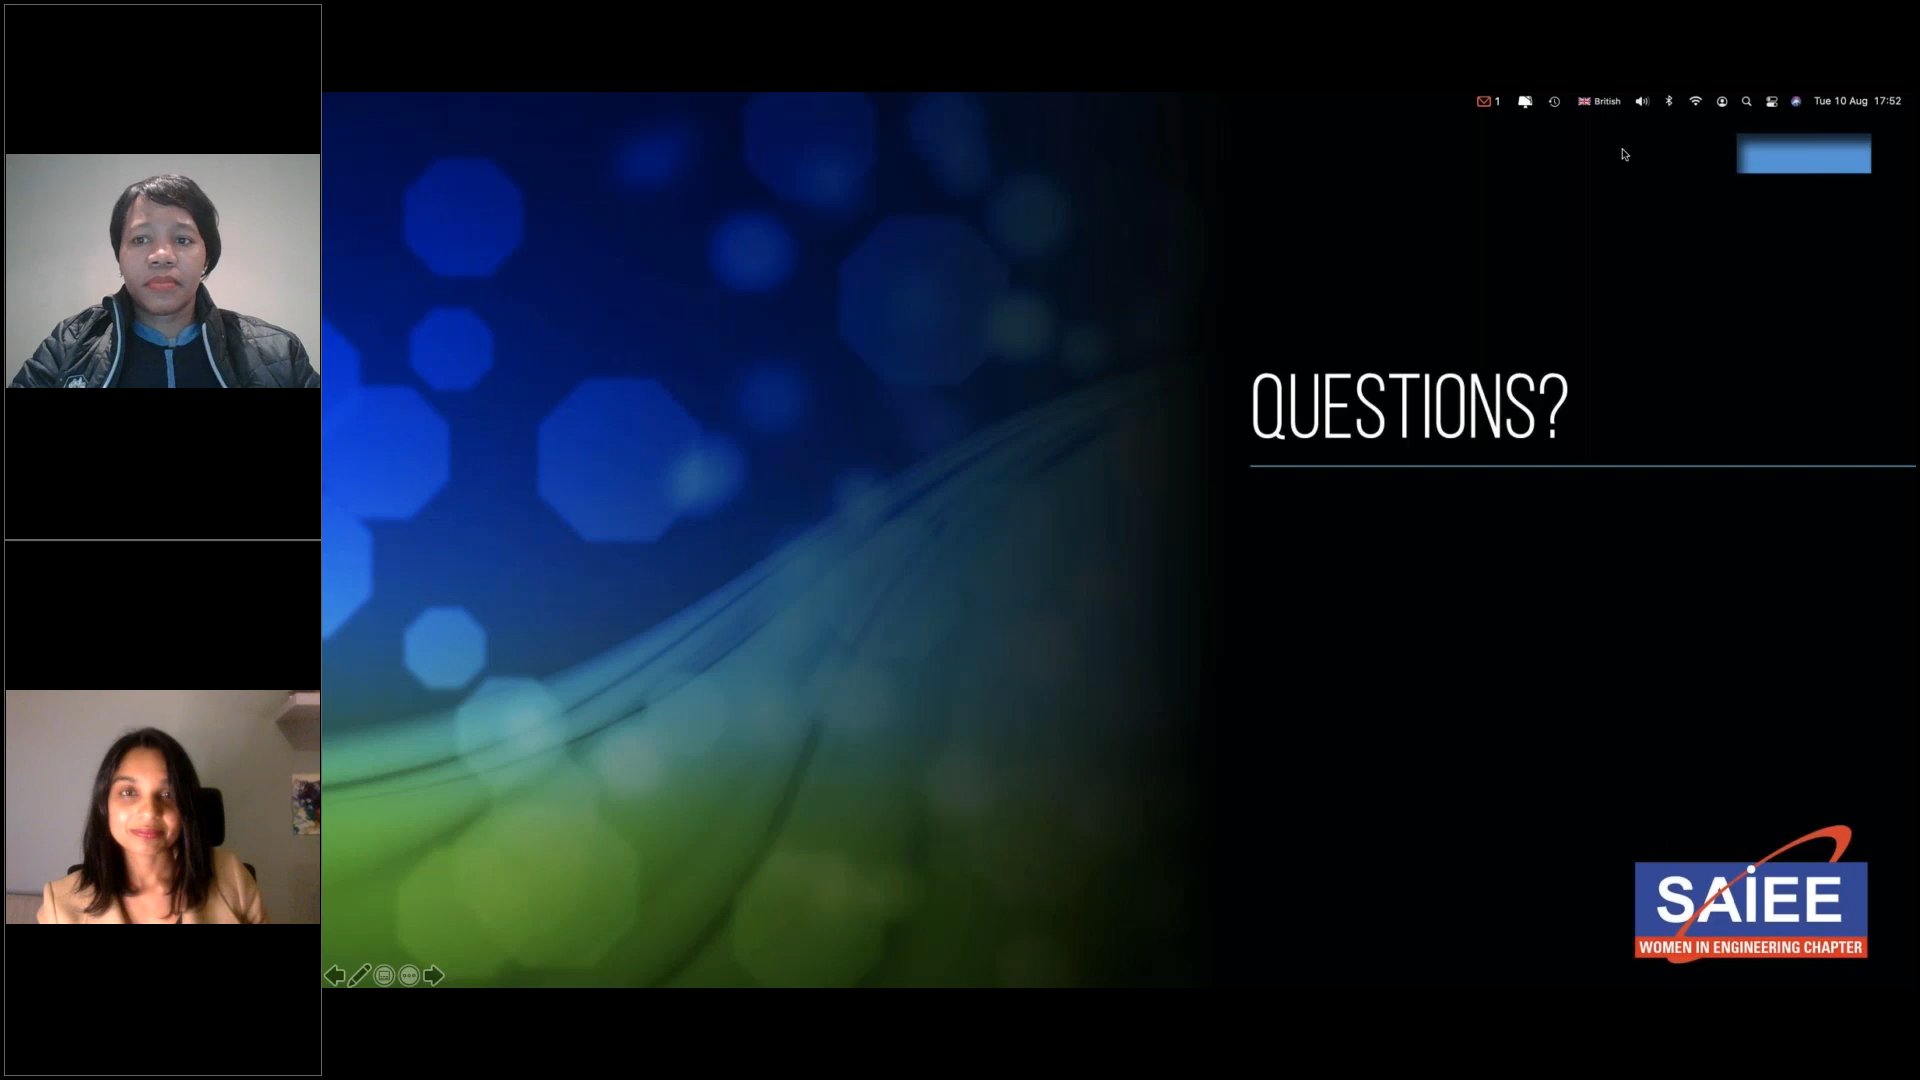 1 British Tue 10 Aug 17:52
QUESTIONS?
SAIEE
WOMEN IN ENGINEERING CHAPTER